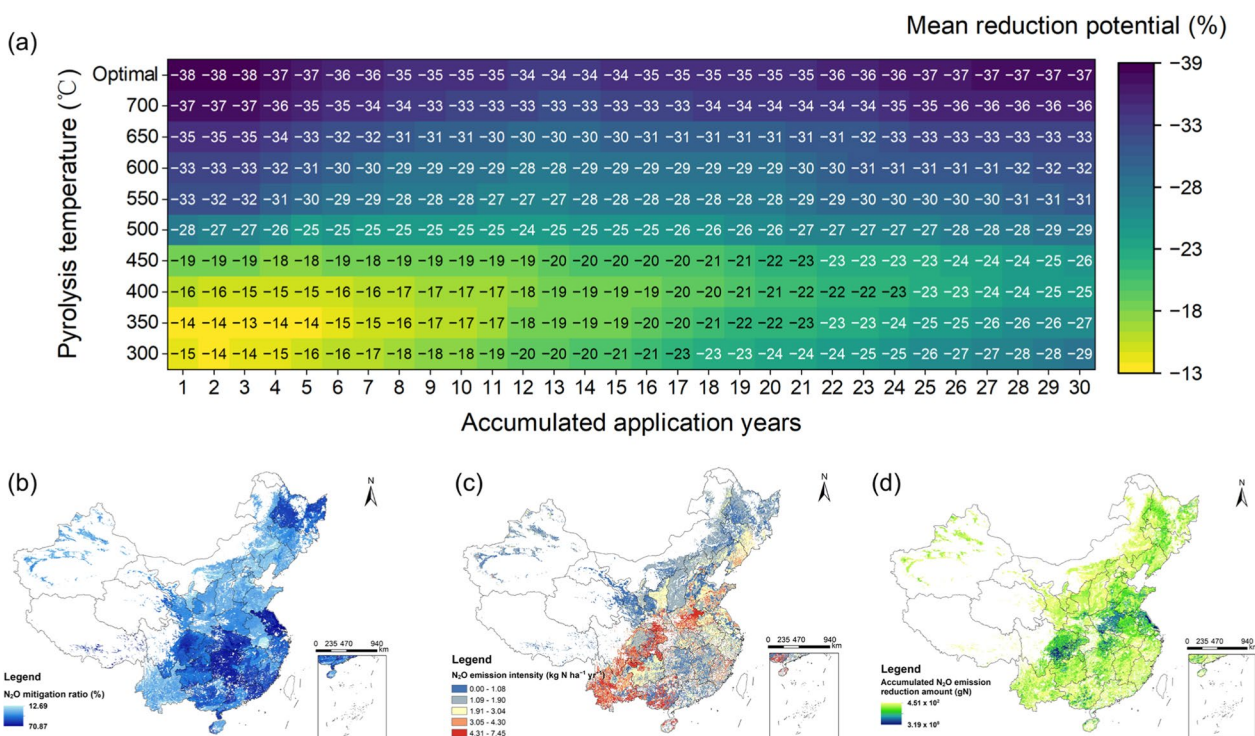 (a)
Mean reduction potential (%)
Pyrolysis temperature (℃)
Optimal −38 −38 −38 −37 −37 −36 −36 −35 −35 −35 −35 −34 −34 −34 −34 −35 −35 −35 −35 −35 −35 −36 −36 −36 −37 −37 −37 −37 −37 −37
700 −37 −37 −37 −36 −35 −35 −34 −34 −33 −33 −33 −33 −33 −33 −33 −33 −33 −34 −34 −34 −34 −34 −34 −35 −35 −36 −36 −36 −36 −36
650 −35 −35 −35 −34 −33 −32 −32 −31 −31 −31 −30 −30 −30 −30 −30 −31 −31 −31 −31 −31 −31 −31 −32 −33 −33 −33 −33 −33 −33 −33
600 −33 −33 −33 −32 −31 −30 −30 −29 −29 −29 −29 −28 −28 −29 −29 −29 −29 −29 −29 −29 −30 −30 −31 −31 −31 −31 −31 −32 −32 −32
550 −33 −32 −32 −31 −30 −29 −29 −28 −28 −28 −27 −27 −27 −28 −28 −28 −28 −28 −28 −28 −29 −29 −30 −30 −30 −30 −30 −31 −31 −31
500 −28 −27 −27 −26 −25 −25 −25 −25 −25 −25 −25 −24 −25 −25 −25 −25 −26 −26 −26 −26 −27 −27 −27 −27 −27 −28 −28 −28 −29 −29
450 −19 −19 −19 −18 −18 −19 −18 −19 −19 −19 −19 −19 −20 −20 −20 −20 −20 −21 −21 −22 −23 −23 −23 −23 −23 −24 −24 −24 −25 −26
400 −16 −16 −15 −15 −15 −16 −16 −17 −17 −17 −17 −18 −19 −19 −19 −19 −20 −20 −21 −21 −22 −22 −22 −23 −23 −23 −24 −24 −25 −25
350 −14 −14 −13 −14 −14 −15 −15 −16 −17 −17 −17 −18 −19 −19 −19 −20 −20 −21 −22 −22 −23 −23 −23 −24 −25 −25 −26 −26 −26 −27
300 −15 −14 −14 −15 −16 −16 −17 −18 −18 −18 −19 −20 −20 −20 −21 −21 −23 −23 −23 −24 −24 −24 −25 −25 −26 −27 −27 −28 −28 −29
1 2 3 4 5 6 7 8 9 10 11 12 13 14 15 16 17 18 19 20 21 22 23 24 25 26 27 28 29 30
Accumulated application years
−39
−33
−28
−23
−18
−13
(b)
N
0 235 470 940
km
Legend
N₂O mitigation ratio (%)
12.69
70.87
(c)
N
0 235 470 940
km
Legend
N₂O emission intensity (kg N ha⁻¹ yr⁻¹)
0.00 - 1.08
1.09 - 1.90
1.91 - 3.04
3.05 - 4.30
4.31 - 7.45
(d)
N
0 235 470 940
km
Legend
Accumulated N₂O emission
reduction amount (gN)
4.51 x 10²